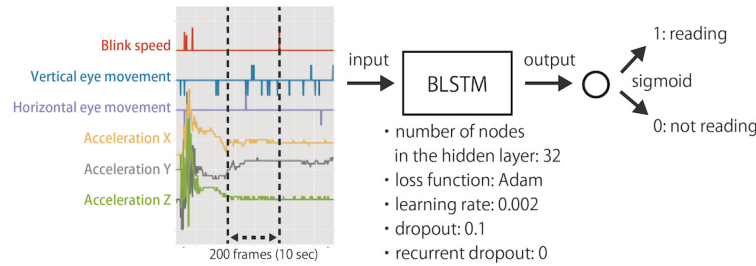 Blink speed
Vertical eye movement
Horizontal eye movement
Acceleration X
Acceleration Y
Acceleration Z
200 frames (10 sec)
input
BLSTM
output
1: reading
sigmoid
0: not reading
・number of nodes
in the hidden layer: 32
・loss function: Adam
・learning rate: 0.002
・dropout: 0.1
・recurrent dropout: 0